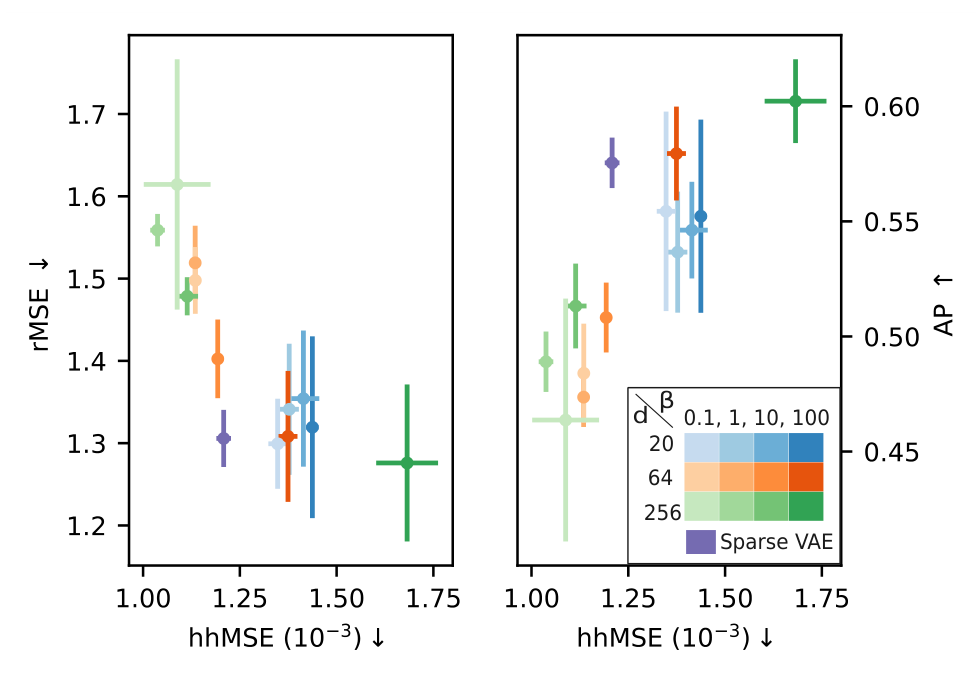 1.7
1.6
1.5
1.4
1.3
1.2
rMSE ↓
1.00 1.25 1.50 1.75
hhMSE (10⁻³) ↓
0.60
0.55
0.50
0.45
AP ↑
1.00 1.25 1.50 1.75
hhMSE (10⁻³) ↓
d β 0.1, 1, 10, 100
20
64
256
Sparse VAE